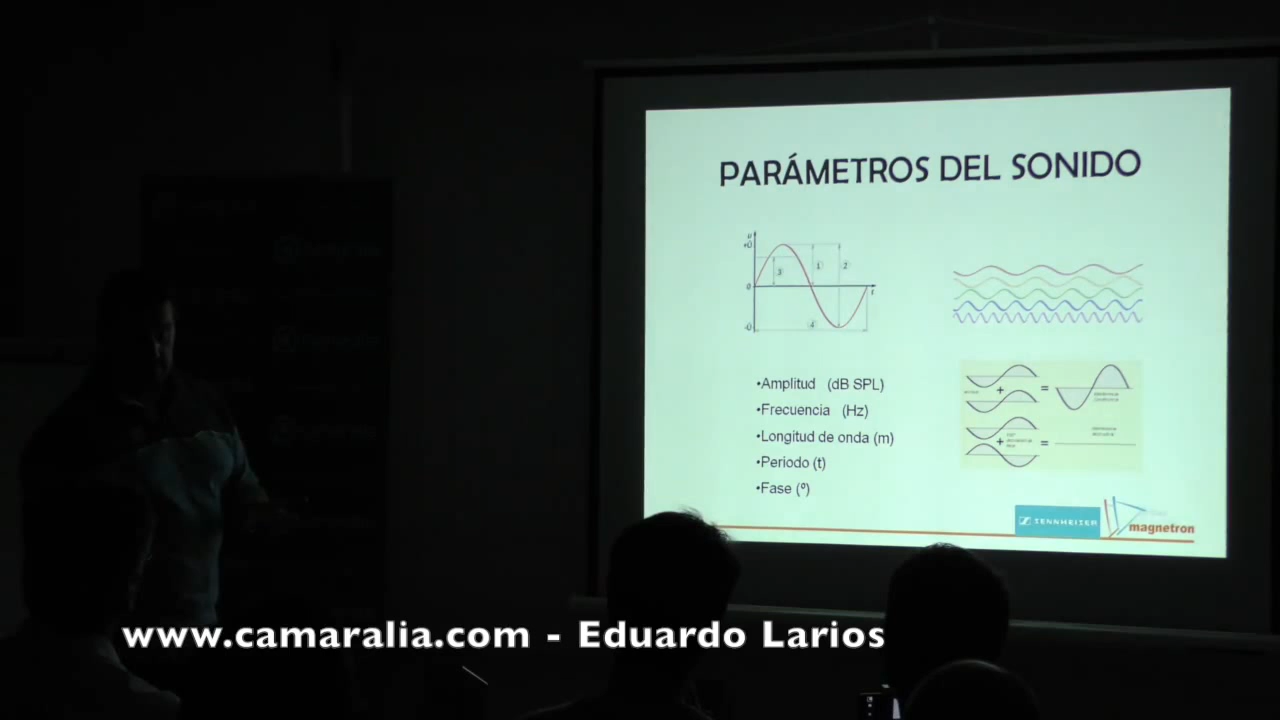 PARÁMETROS DEL SONIDO
•Amplitud (dB SPL)
•Frecuencia (Hz)
•Longitud de onda (m)
•Periodo (t)
•Fase (º)
SENNHEISER
magnetron
www.camaralia.com - Eduardo Larios